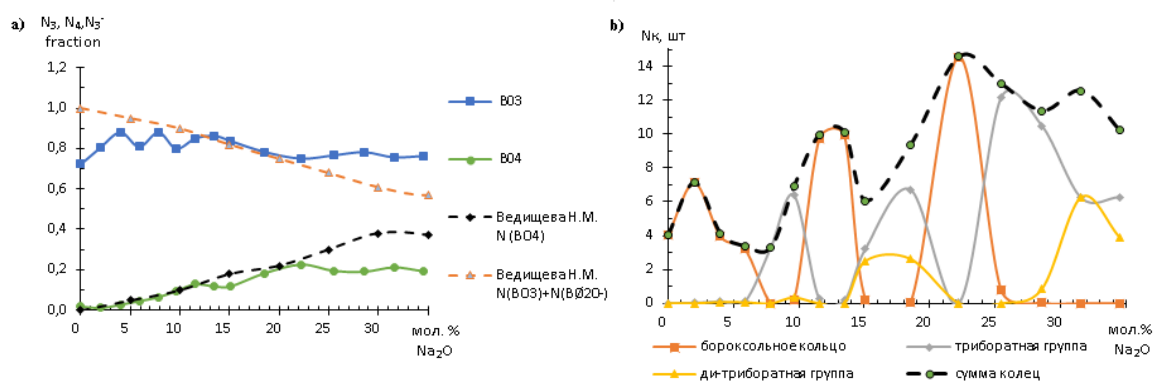 a)
N₃, N₄,N₃⁻
fraction
1,2
1,0
0,8
0,6
0,4
0,2
0,0
0
5
10
15
20
25
30
мол.%
Na₂O
BO3
BO4
Ведищева Н.М.
N (BO4)
Ведищева Н.М.
N(BO3)+N(BØ2O-)
b)
Nк, шт
14
12
10
8
6
4
2
0
0
5
10
15
20
25
30
мол.%
Na₂O
бороксольное кольцо
триборатная группа
ди-триборатная группа
сумма колец